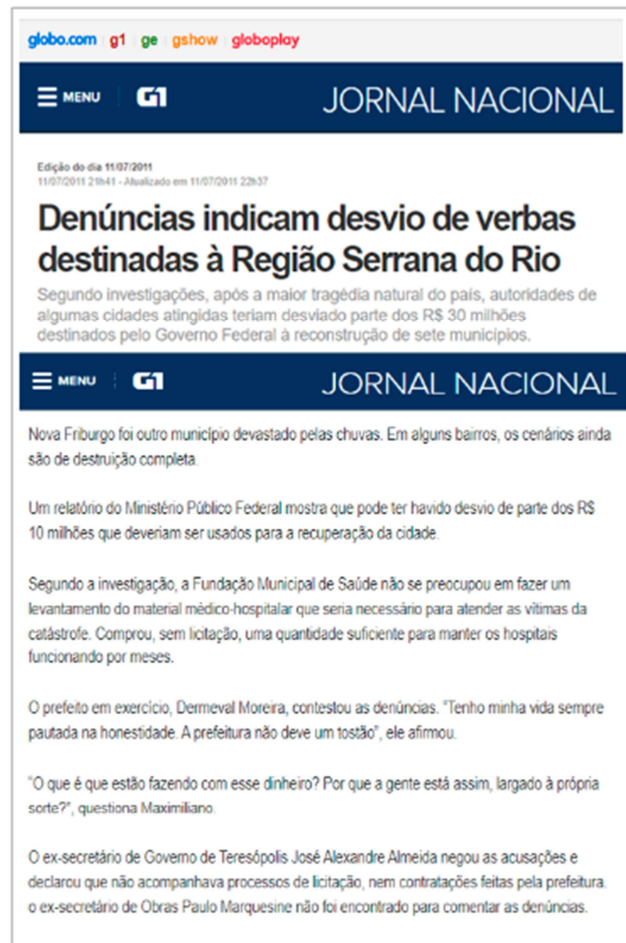 globo.com g1 ge gshow globoplay
MENU G1 JORNAL NACIONAL
Edição do dia 11/07/2011
11/07/2011 21h41 - Atualizado em 11/07/2011 22h37
Denúncias indicam desvio de verbas
destinadas à Região Serrana do Rio
Segundo investigações, após a maior tragédia natural do país, autoridades de
algumas cidades atingidas teriam desviado parte dos R$ 30 milhões
destinados pelo Governo Federal à reconstrução de sete municípios.
MENU G1 JORNAL NACIONAL
Nova Friburgo foi outro município devastado pelas chuvas. Em alguns bairros, os cenários ainda
são de destruição completa.
Um relatório do Ministério Público Federal mostra que pode ter havido desvio de parte dos R$
10 milhões que deveriam ser usados para a recuperação da cidade.
Segundo a investigação, a Fundação Municipal de Saúde não se preocupou em fazer um
levantamento do material médico-hospitalar que seria necessário para atender as vítimas da
catástrofe. Comprou, sem licitação, uma quantidade suficiente para manter os hospitais
funcionando por meses.
O prefeito em exercício, Dermeval Moreira, contestou as denúncias. "Tenho minha vida sempre
pautada na honestidade. A prefeitura não deve um tostão", ele afirmou.
"O que é que estão fazendo com esse dinheiro? Por que a gente está assim, largado à própria
sorte?", questiona Maximiliano.
O ex-secretário de Governo de Teresópolis José Alexandre Almeida negou as acusações e
declarou que não acompanhava processos de licitação, nem contratações feitas pela prefeitura.
o ex-secretário de Obras Paulo Marquesine não foi encontrado para comentar as denúncias.